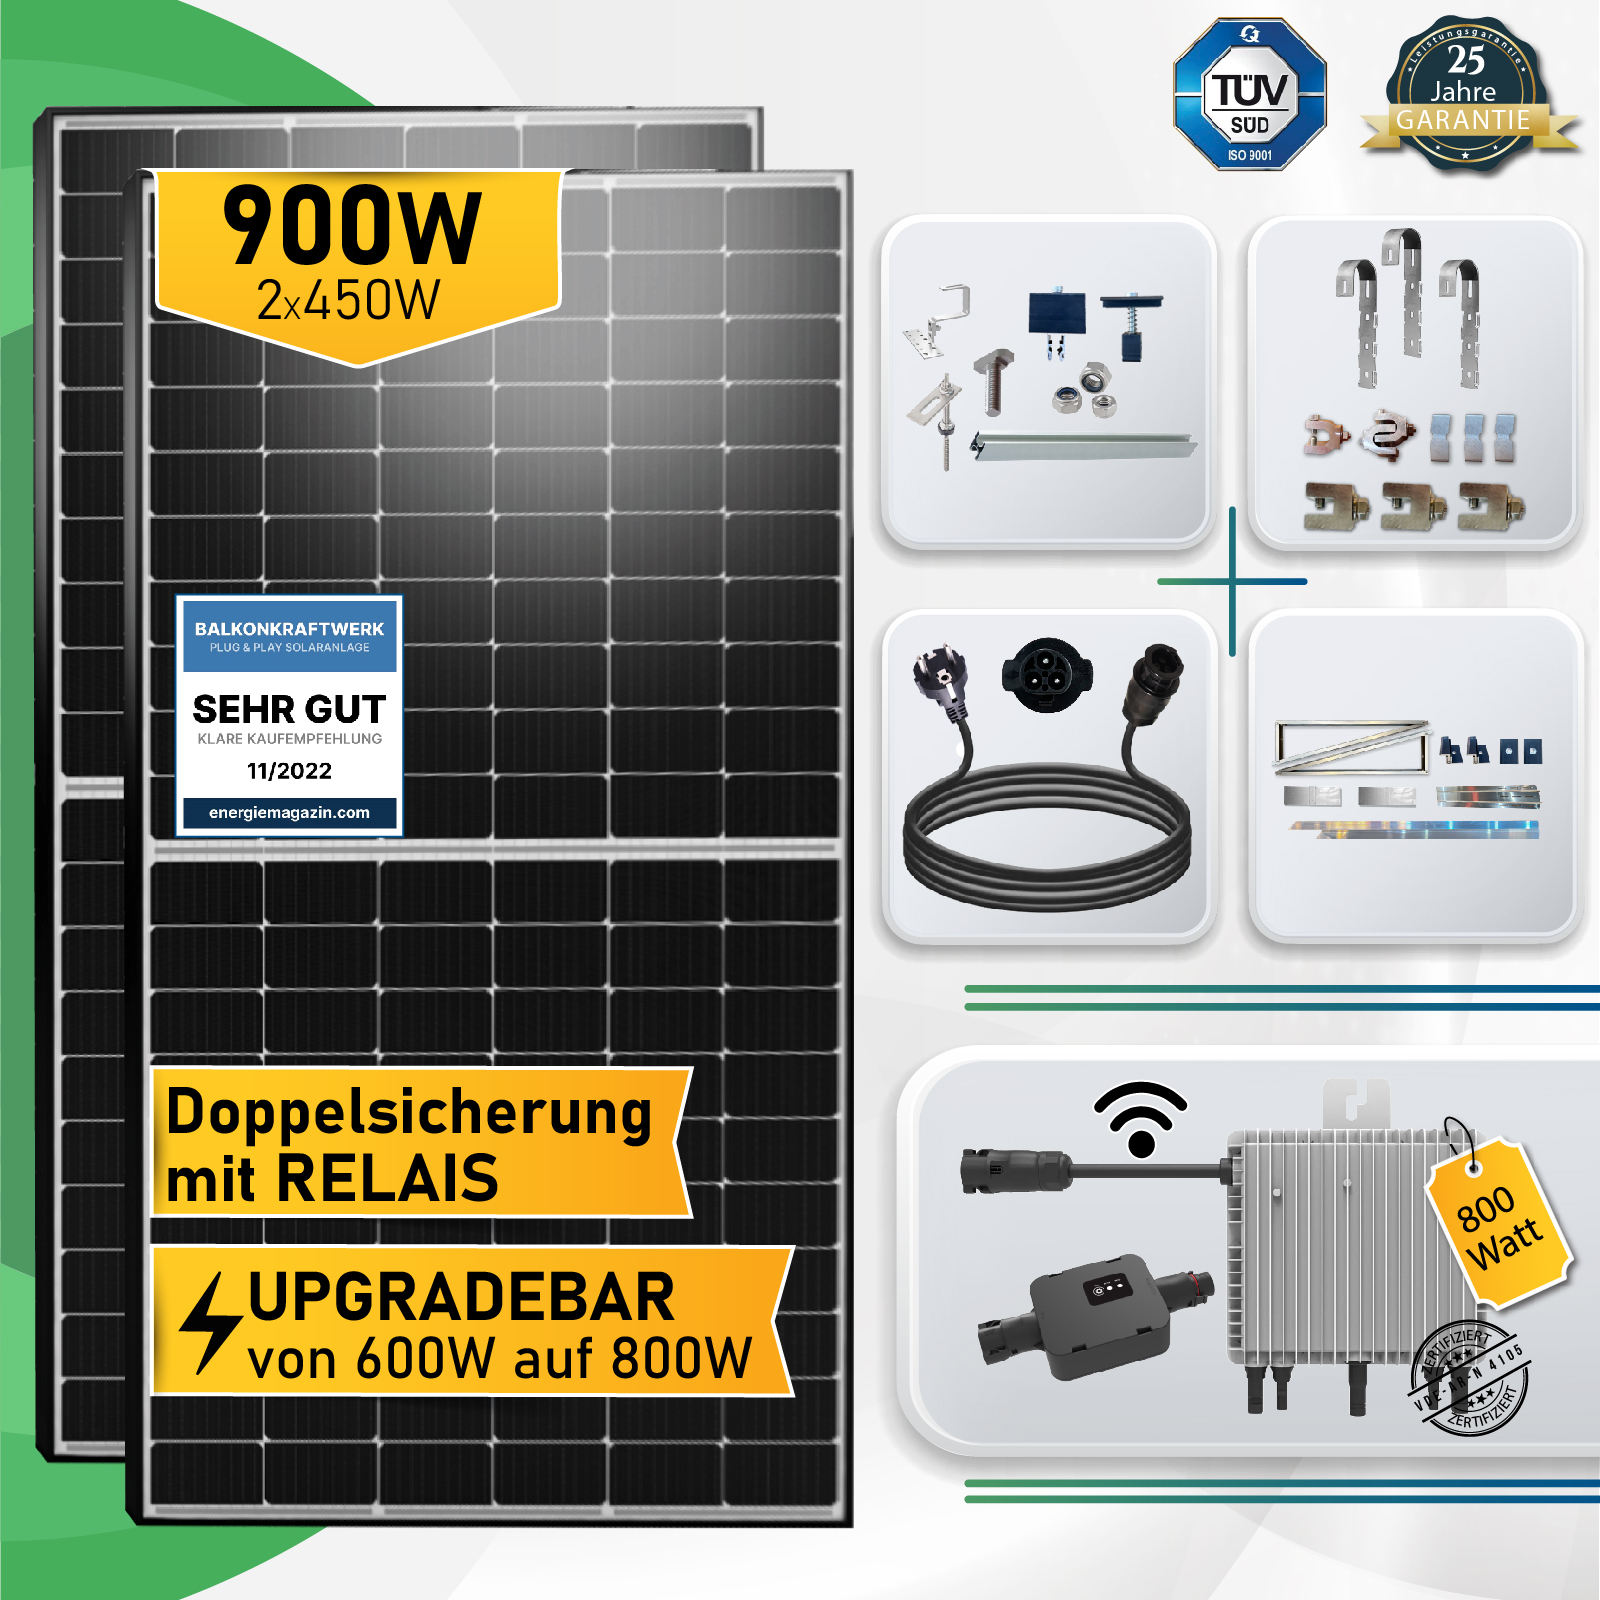 TÜV
SÜD
ISO 9001
Leistungsgarantie
25
Jahre
GARANTIE
900W
2x450W
BALKONKRAFTWERK
PLUG & PLAY SOLARANLAGE
SEHR GUT
KLARE KAUFEMPFEHLUNG
11/2022
energiemagazin.com
Doppelsicherung
mit RELAIS
UPGRADEBAR
von 600W auf 800W
800
Watt
ZERTIFIZIERT
VDE-AR-N 4105
ZERTIFIZIERT